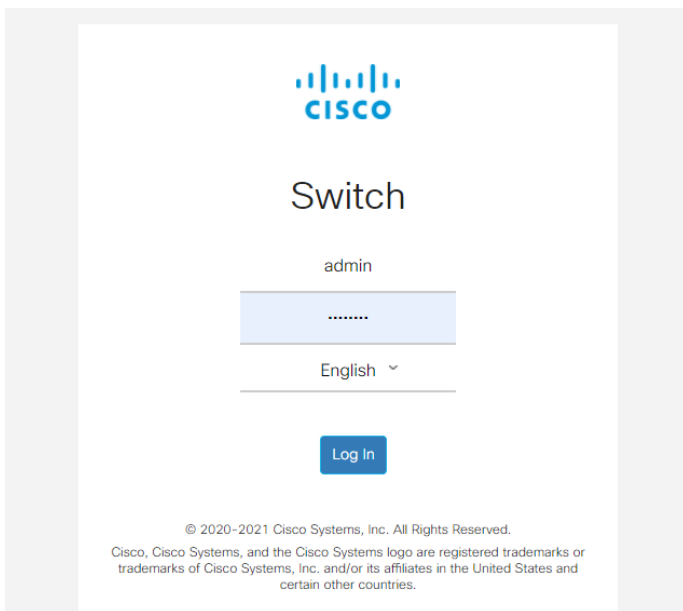 CISCO
Switch
admin
········
English
Log In
© 2020-2021 Cisco Systems, Inc. All Rights Reserved.
Cisco, Cisco Systems, and the Cisco Systems logo are registered trademarks or
trademarks of Cisco Systems, Inc. and/or its affiliates in the United States and
certain other countries.